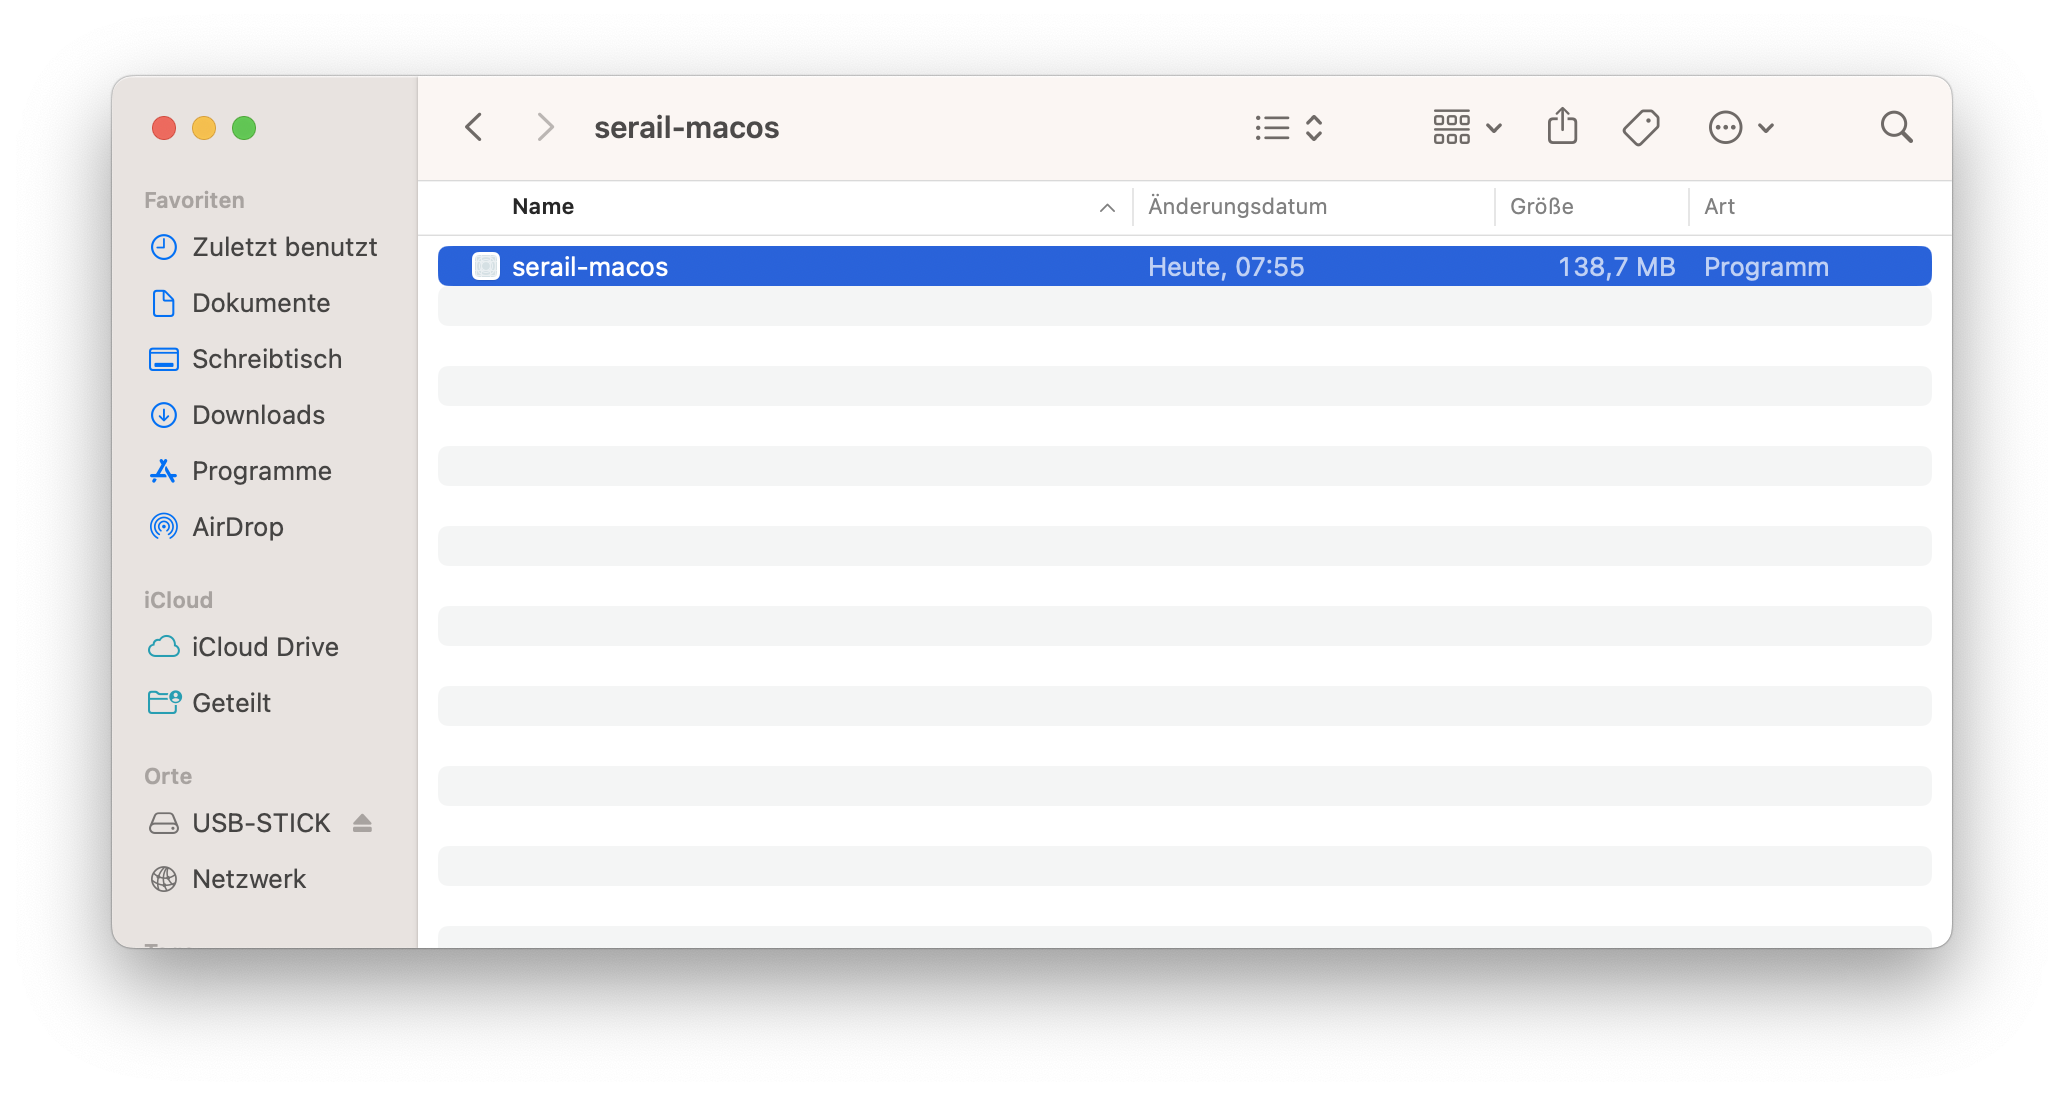 serail-macos
Favoriten
Zuletzt benutzt
Dokumente
Schreibtisch
Downloads
Programme
AirDrop
iCloud
iCloud Drive
Geteilt
Orte
USB-STICK
Netzwerk
Name Änderungsdatum Größe Art
serail-macos Heute, 07:55 138,7 MB Programm